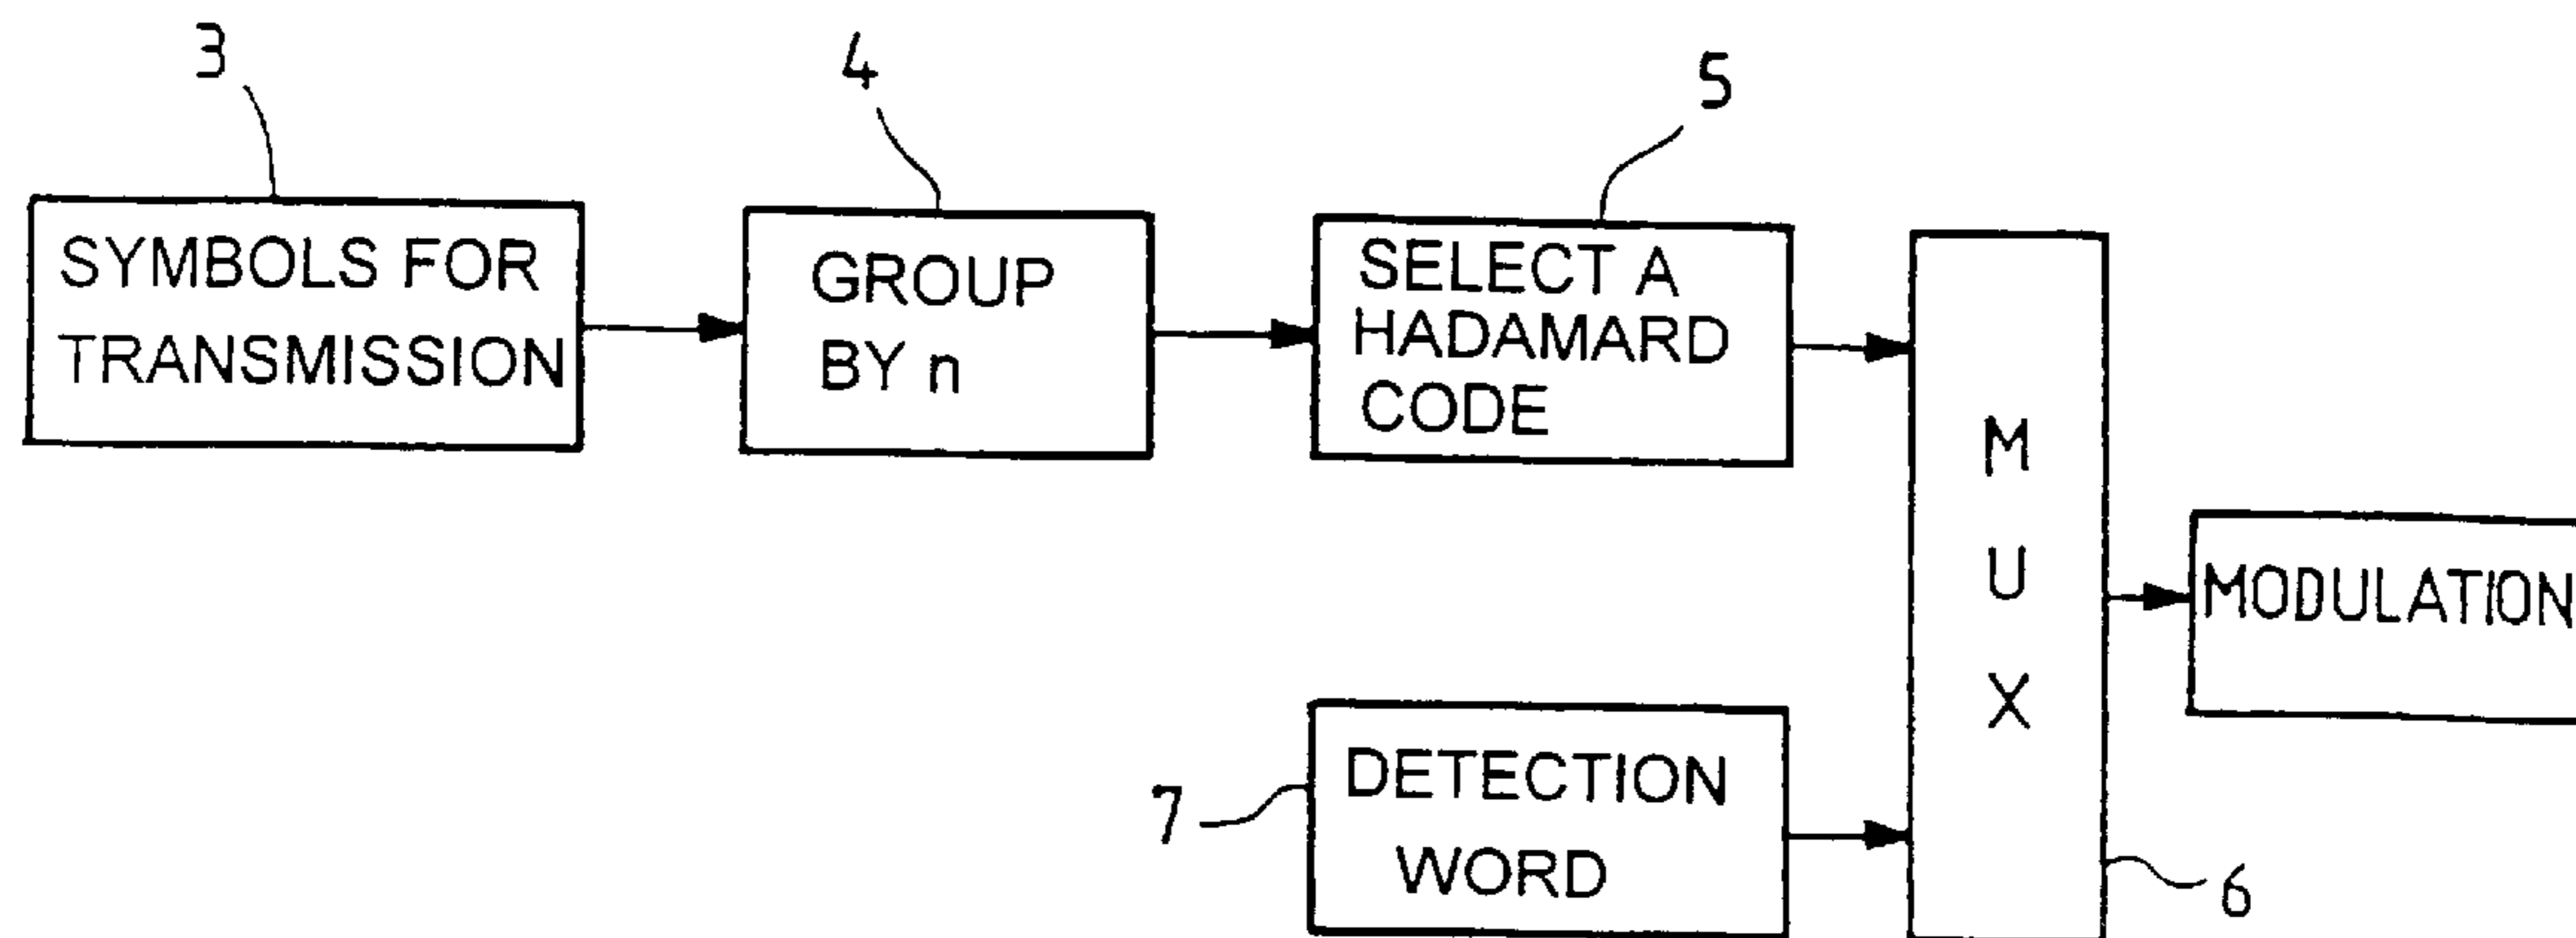 3
4
5
SYMBOLS FOR
TRANSMISSION
GROUP
BY n
SELECT A
HADAMARD
CODE
M
U
X
MODULATION
7
DETECTION
WORD
6